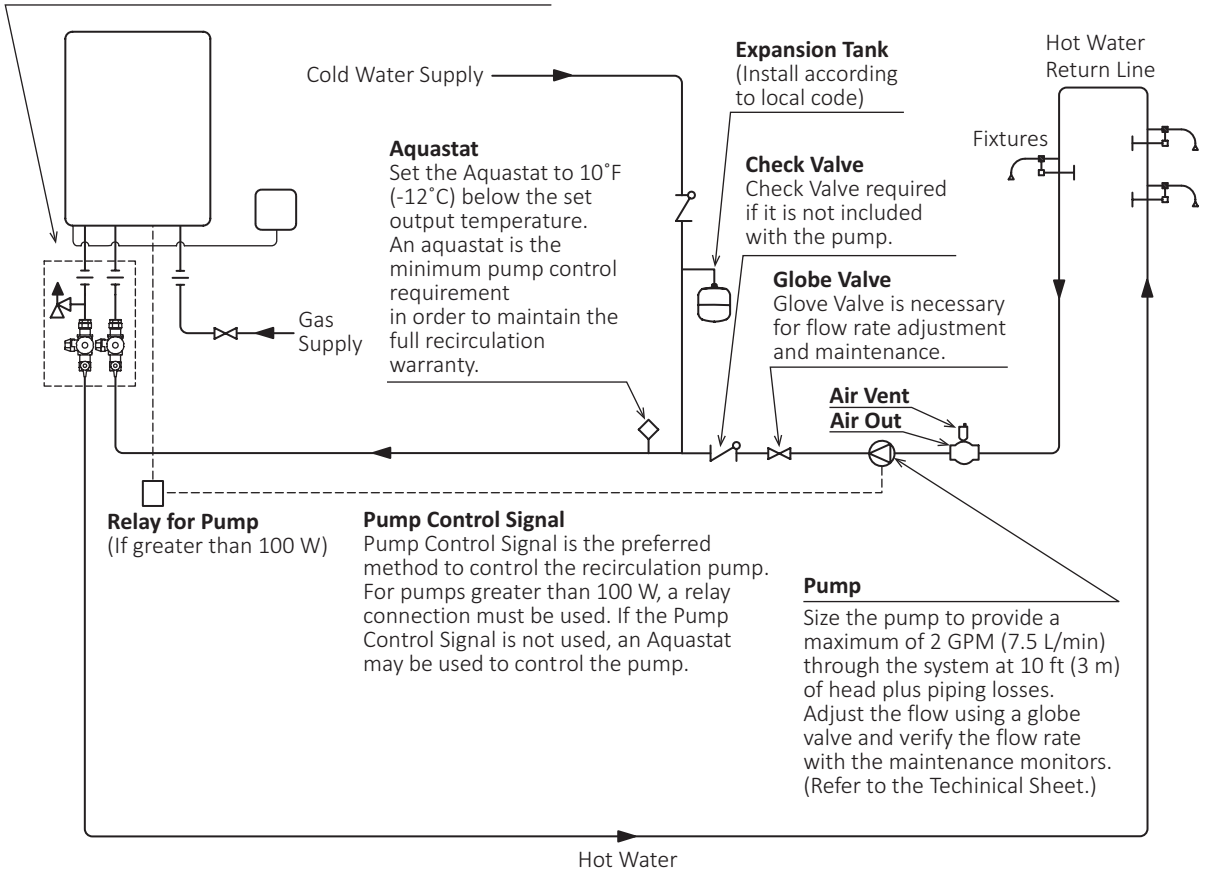 Cold Water Supply
Expansion Tank
(Install according
to local code)
Hot Water
Return Line
Fixtures
Aquastat
Set the Aquastat to 10˚F
(-12˚C) below the set
output temperature.
An aquastat is the
minimum pump control
requirement
in order to maintain the
full recirculation
warranty.
Check Valve
Check Valve required
if it is not included
with the pump.
Globe Valve
Glove Valve is necessary
for flow rate adjustment
and maintenance.
Gas
Supply
Air Vent
Air Out
Relay for Pump
(If greater than 100 W)
Pump Control Signal
Pump Control Signal is the preferred
method to control the recirculation pump.
For pumps greater than 100 W, a relay
connection must be used. If the Pump
Control Signal is not used, an Aquastat
may be used to control the pump.
Pump
Size the pump to provide a
maximum of 2 GPM (7.5 L/min)
through the system at 10 ft (3 m)
of head plus piping losses.
Adjust the flow using a globe
valve and verify the flow rate
with the maintenance monitors.
(Refer to the Techinical Sheet.)
Hot Water